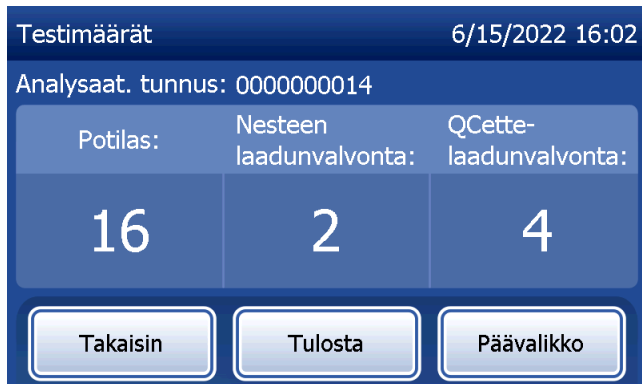 Testimäärät 6/15/2022 16:02
Analysaat. tunnus: 0000000014
Potilas: Nesteen laadunvalvonta: QCette-laadunvalvonta:
16 2 4
Takaisin Tulosta Päävalikko